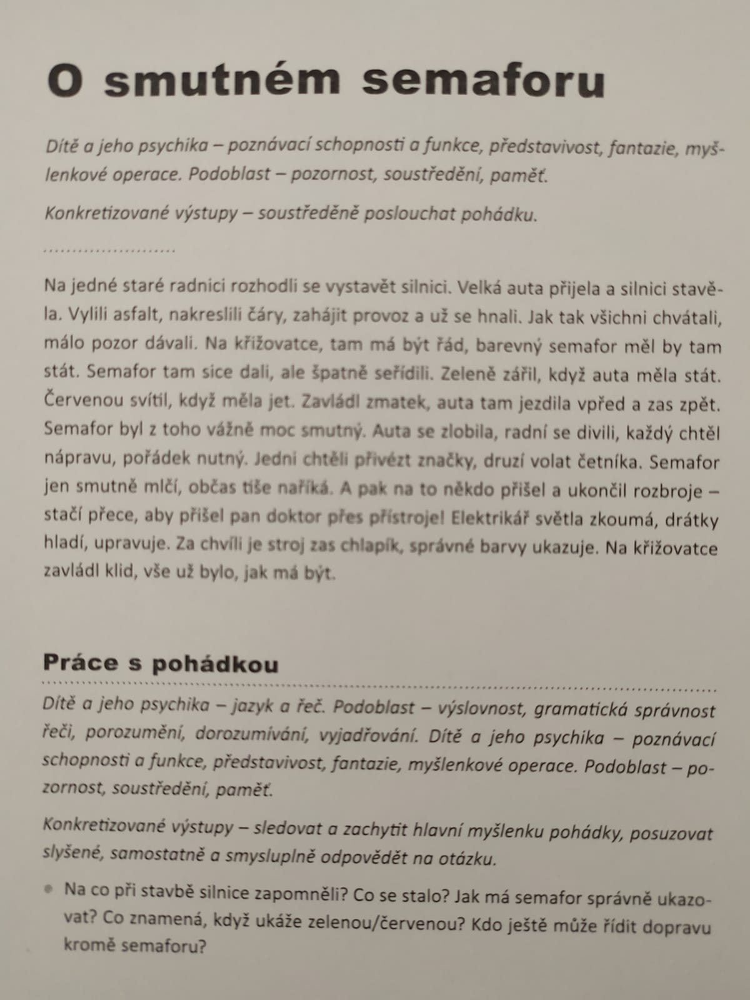 O smutném semaforu
Dítě a jeho psychika – poznávací schopnosti a funkce, představivost, fantazie, myš-
lenkové operace. Podoblast – pozornost, soustředění, paměť.
Konkretizované výstupy – soustředěně poslouchat pohádku.
........................
Na jedné staré radnici rozhodli se vystavět silnici. Velká auta přijela a silnici stavě-
la. Vylili asfalt, nakreslili čáry, zahájit provoz a už se hnali. Jak tak všichni chvátali,
málo pozor dávali. Na křižovatce, tam má být řád, barevný semafor měl by tam
stát. Semafor tam sice dali, ale špatně seřídili. Zeleně zářil, když auta měla stát.
Červenou svítil, když měla jet. Zavládl zmatek, auta tam jezdila vpřed a zas zpět.
Semafor byl z toho vážně moc smutný. Auta se zlobila, radní se divili, každý chtěl
nápravu, pořádek nutný. Jedni chtěli přivézt značky, druzí volat četníka. Semafor
jen smutně mlčí, občas tiše naříká. A pak na to někdo přišel a ukončil rozbroje –
stačí přece, aby přišel pan doktor přes přístroje! Elektrikář světla zkoumá, drátky
hladí, upravuje. Za chvíli je stroj zas chlapík, správné barvy ukazuje. Na křižovatce
zavládl klid, vše už bylo, jak má být.
Práce s pohádkou
Dítě a jeho psychika – jazyk a řeč. Podoblast – výslovnost, gramatická správnost
řeči, porozumění, dorozumívání, vyjadřování. Dítě a jeho psychika – poznávací
schopnosti a funkce, představivost, fantazie, myšlenkové operace. Podoblast – po-
zornost, soustředění, paměť.
Konkretizované výstupy – sledovat a zachytit hlavní myšlenku pohádky, posuzovat
slyšené, samostatně a smysluplně odpovědět na otázku.
● Na co při stavbě silnice zapomněli? Co se stalo? Jak má semafor správně ukazo-
vat? Co znamená, když ukáže zelenou/červenou? Kdo ještě může řídit dopravu
kromě semaforu?